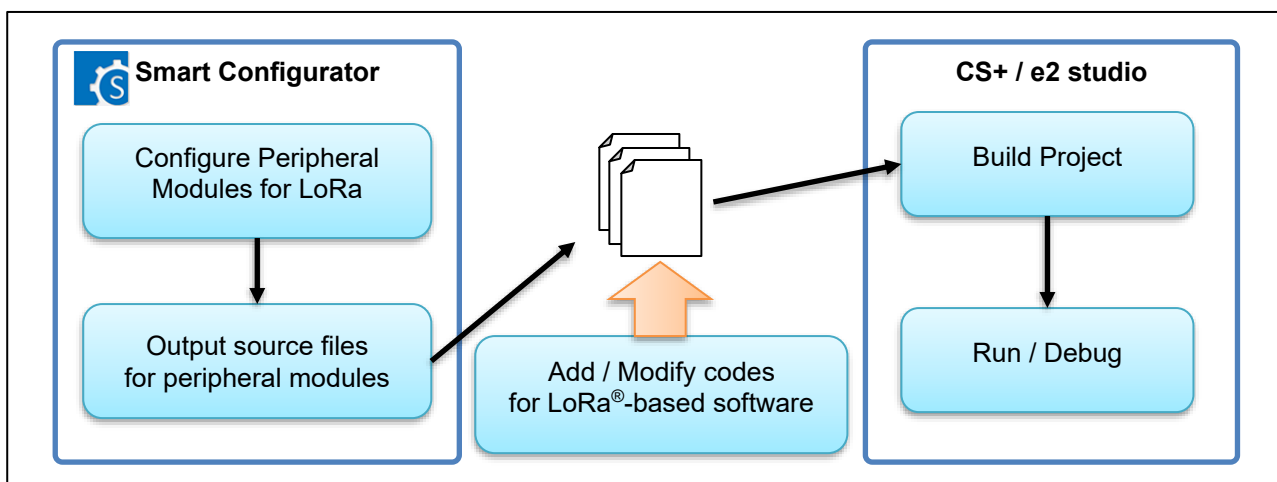 Smart Configurator
Configure Peripheral
Modules for LoRa
Output source files
for peripheral modules
Add / Modify codes
for LoRa®-based software
CS+ / e2 studio
Build Project
Run / Debug